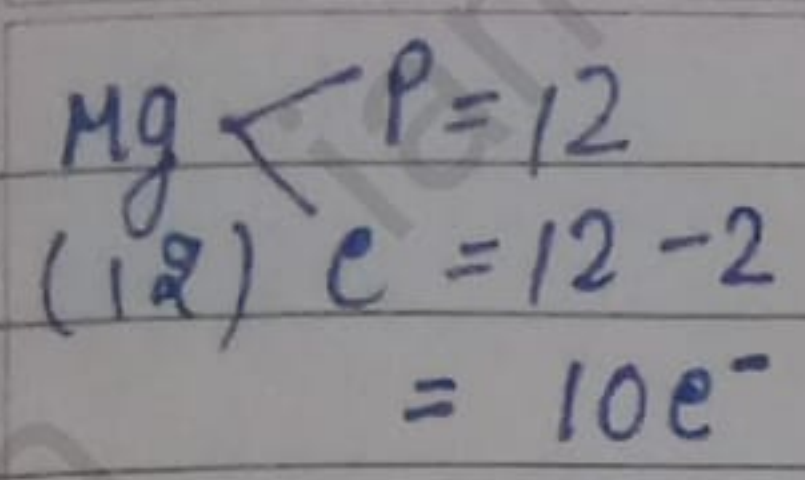 Mg < P = 12
(12) e = 12 - 2
= 10e⁻